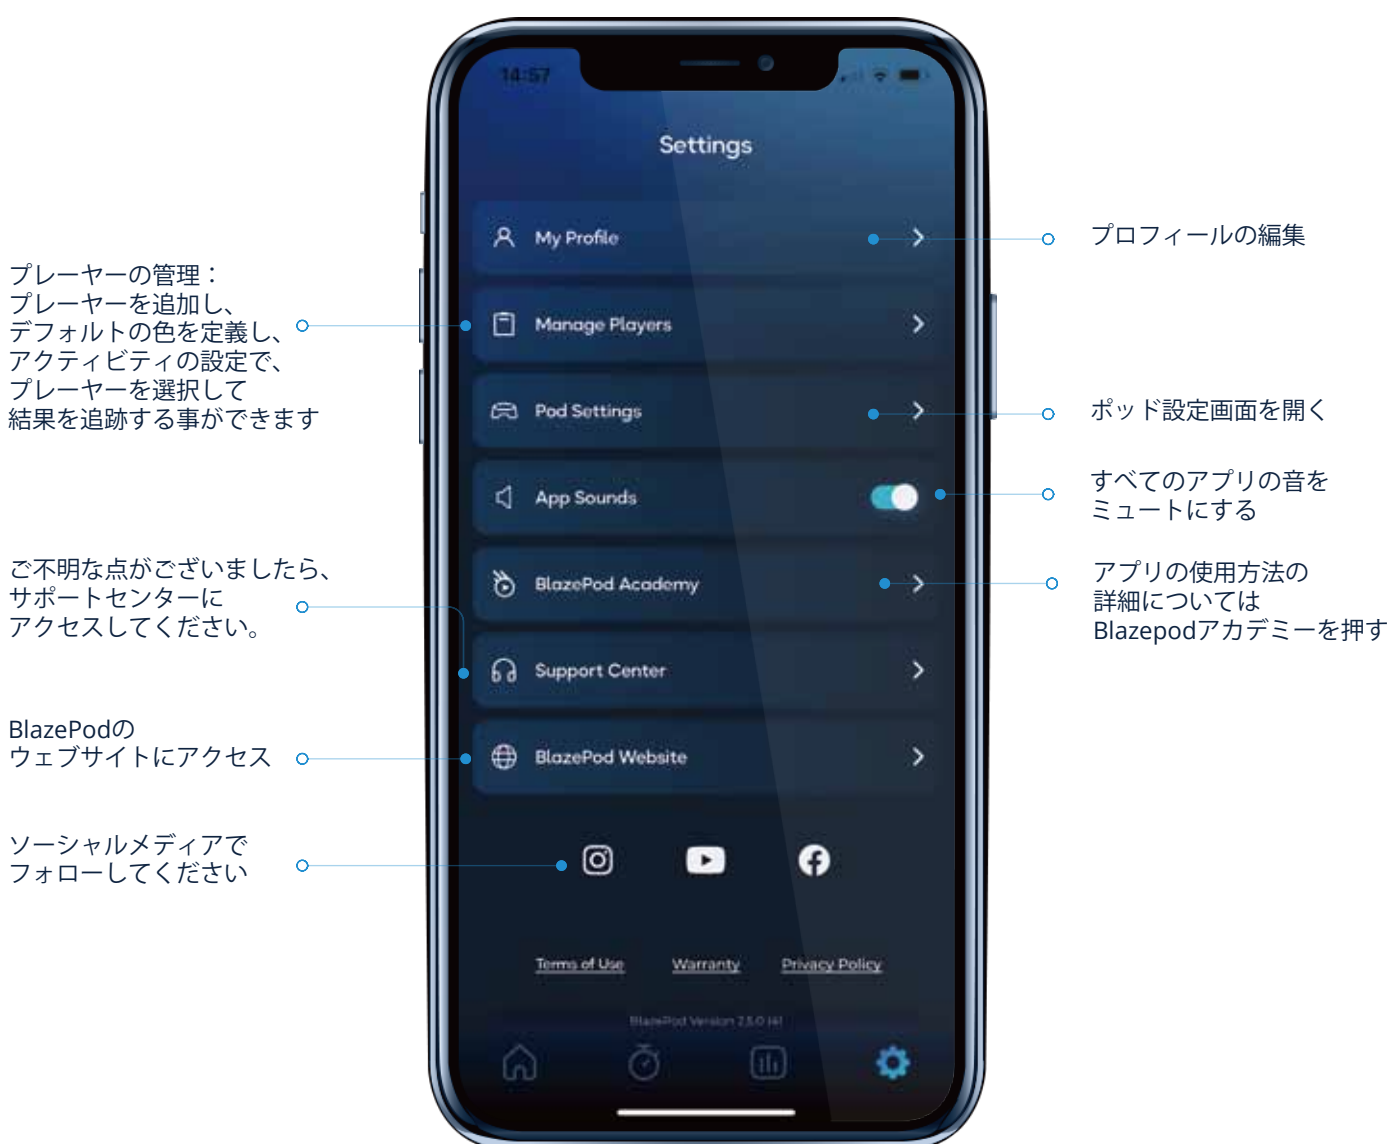 14:57
Settings
My Profile
プロフィールの編集
プレーヤーの管理：
プレーヤーを追加し、
デフォルトの色を定義し、
アクティビティの設定で、
プレーヤーを選択して
結果を追跡する事ができます
Manage Players
Pod Settings
ポッド設定画面を開く
App Sounds
すべてのアプリの音を
ミュートにする
BlazePod Academy
アプリの使用方法の
詳細については
Blazepodアカデミーを押す
ご不明な点がございましたら、
サポートセンターに
アクセスしてください。
Support Center
BlazePodの
ウェブサイトにアクセス
BlazePod Website
ソーシャルメディアで
フォローしてください
Terms of Use
Warranty
Privacy Policy
BlazePod Version 2.5.0 (4)